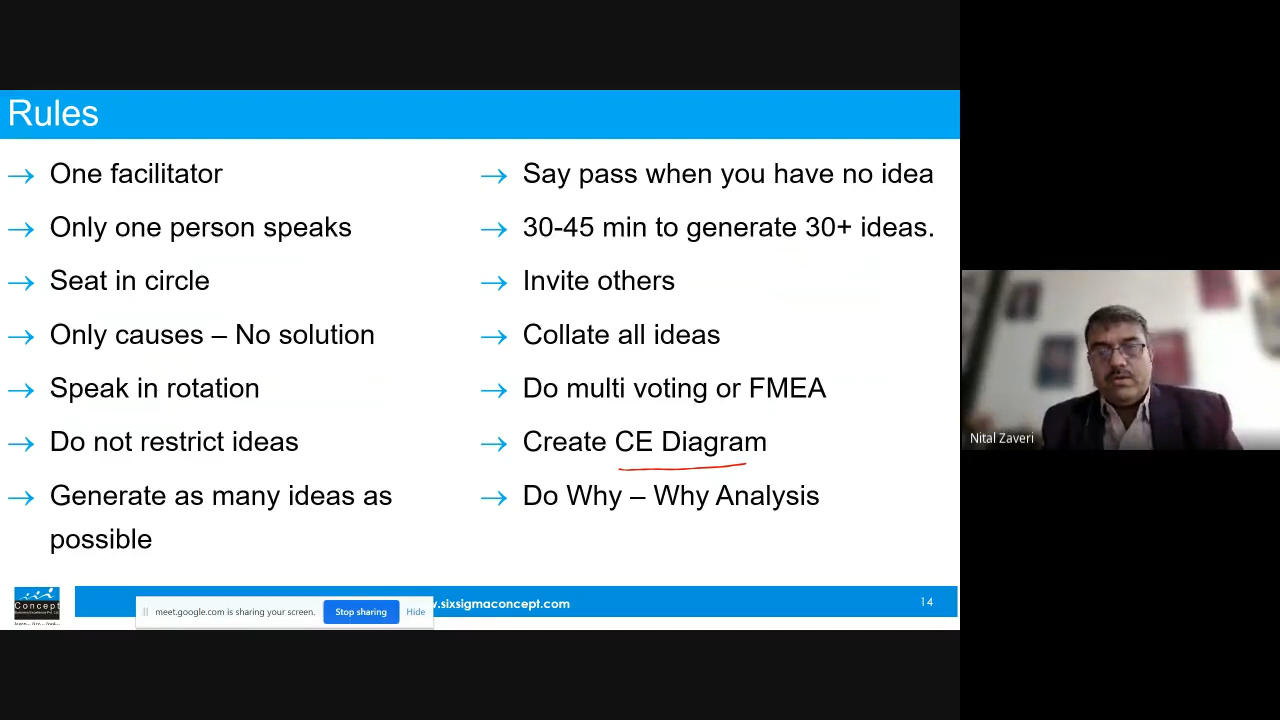 Rules
→ One facilitator
→ Only one person speaks
→ Seat in circle
→ Only causes – No solution
→ Speak in rotation
→ Do not restrict ideas
→ Generate as many ideas as
possible
→ Say pass when you have no idea
→ 30-45 min to generate 30+ ideas.
→ Invite others
→ Collate all ideas
→ Do multi voting or FMEA
→ Create CE Diagram
→ Do Why – Why Analysis
Nital Zaveri
Concept
meet.google.com is sharing your screen. Stop sharing Hide
.sixsigmaconcept.com
14